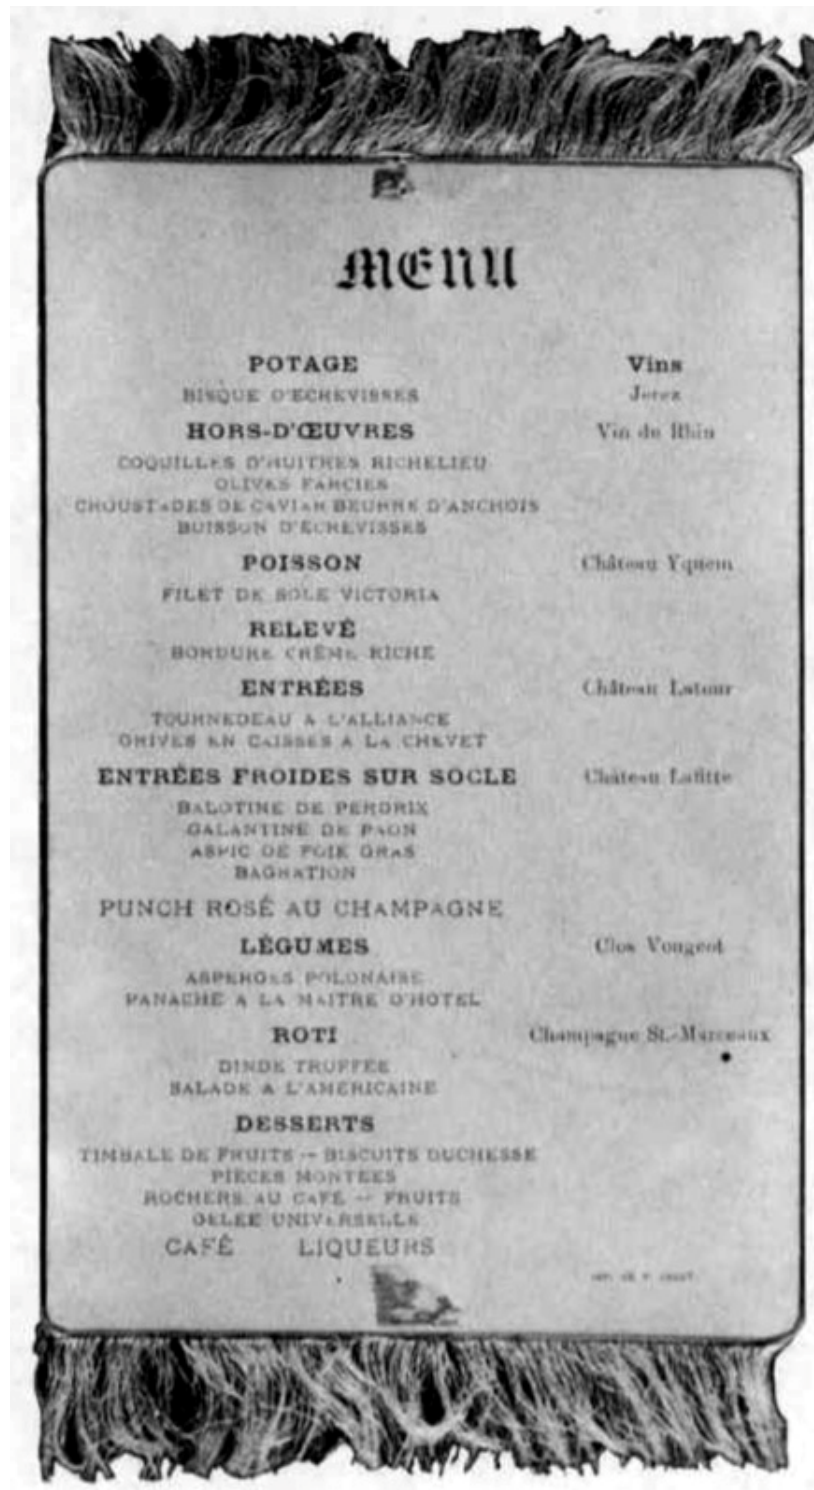 MENU
POTAGE Vins
BISQUE D'ECREVISSES Jerez
HORS-D'ŒUVRES Vin du Rhin
COQUILLES D'HUITRES RICHELIEU
OLIVES FARCIES
CROUSTADES DE CAVIAR BEURRE D'ANCHOIS
BUISSON D'ECREVISSES
POISSON Château Yquem
FILET DE SOLE VICTORIA
RELEVÉ
BORDURE CRÊME RICHE
ENTRÉES Château Latour
TOURNEDEAU A L'ALLIANCE
GRIVES EN CAISSES A LA CHEVET
ENTRÉES FROIDES SUR SOCLE Château Lafitte
BALOTINE DE PERDRIX
GALANTINE DE PAON
ASPIC DE FOIE GRAS
BAGRATION
PUNCH ROSÉ AU CHAMPAGNE
LÉGUMES Clos Vougeot
ASPERGES POLONAISE
PANACHÉ A LA MAITRE D'HOTEL
ROTI Champagne St.-Marceaux
DINDE TRUFFÉE
SALADE A L'AMERICAINE
DESSERTS
TIMBALE DE FRUITS — BISCUITS DUCHESSE
PIÈCES MONTÉES
ROCHERS AU CAFÉ — FRUITS
GELÉE UNIVERSELLE
CAFÉ LIQUEURS